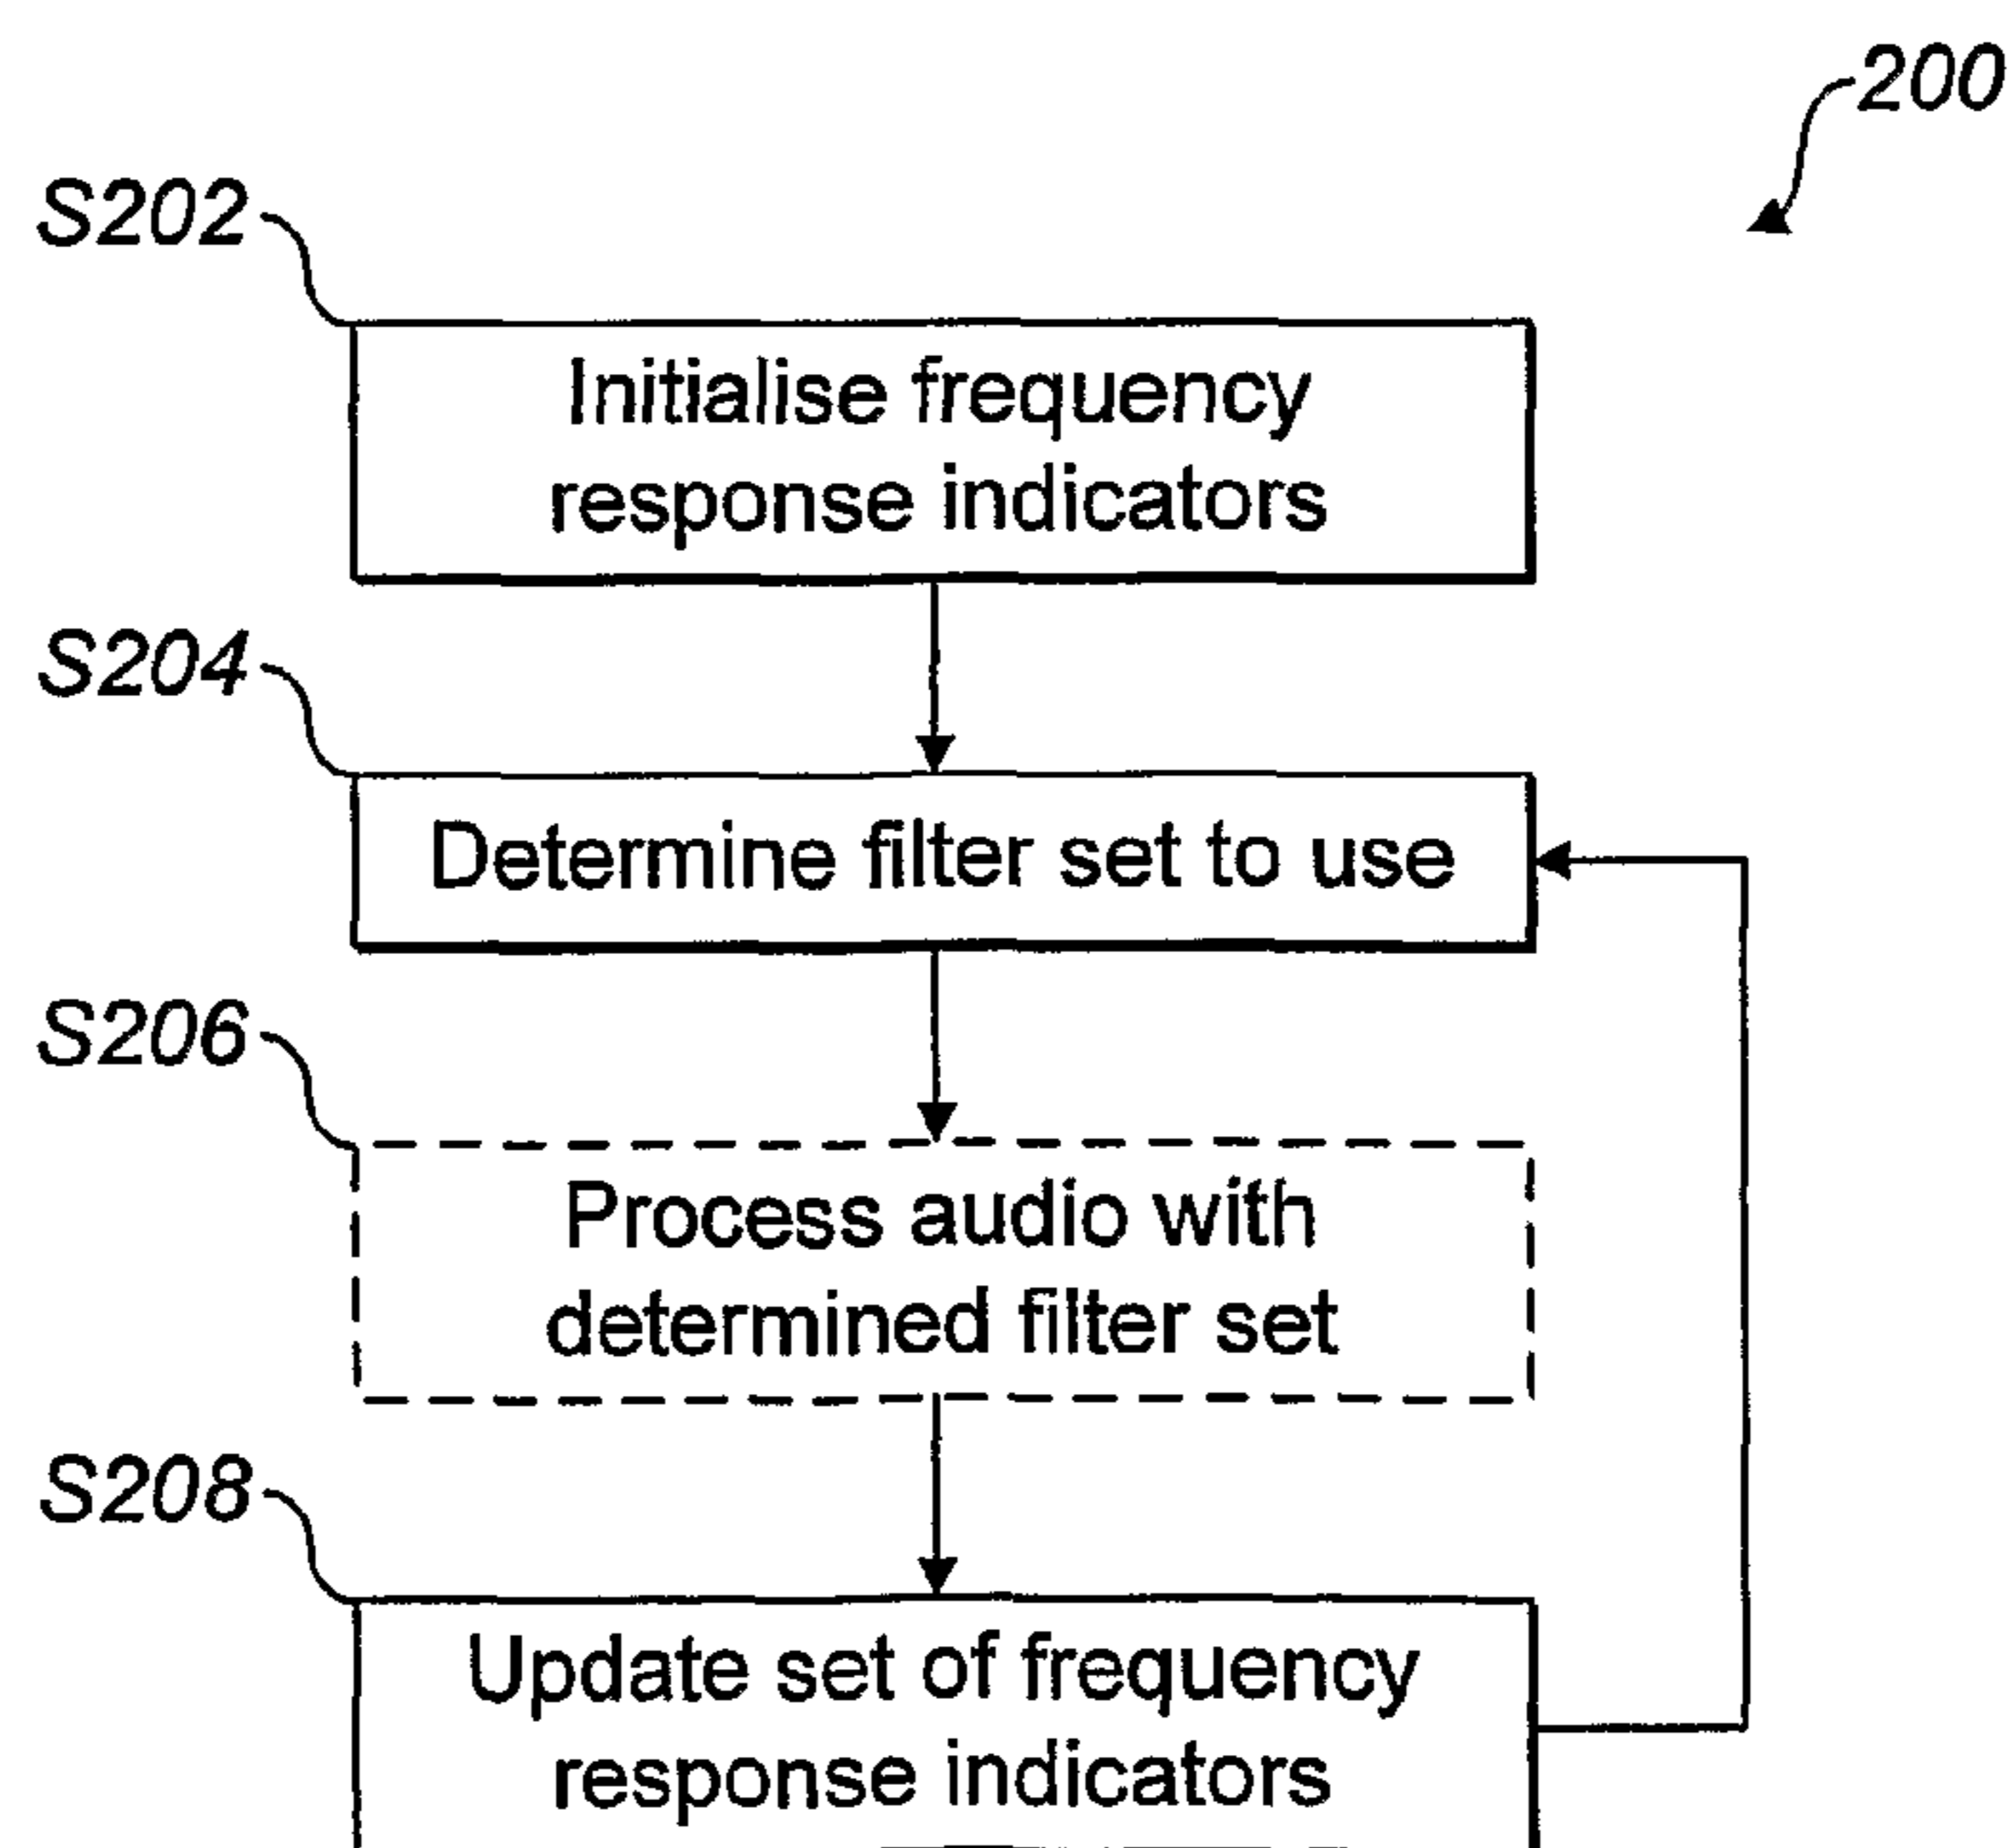 200
S202
Initialise frequency
response indicators
S204
Determine filter set to use
S206
Process audio with
determined filter set
S208
Update set of frequency
response indicators